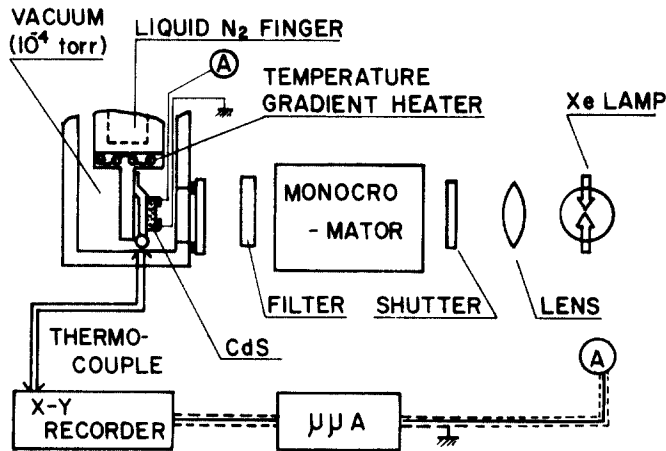 VACUUM
(10⁻⁴ torr)
LIQUID N₂ FINGER
A
TEMPERATURE
GRADIENT HEATER
Xe LAMP
MONOCRO
-MATOR
FILTER
SHUTTER
LENS
THERMO-
COUPLE
CdS
A
X-Y
RECORDER
μμA